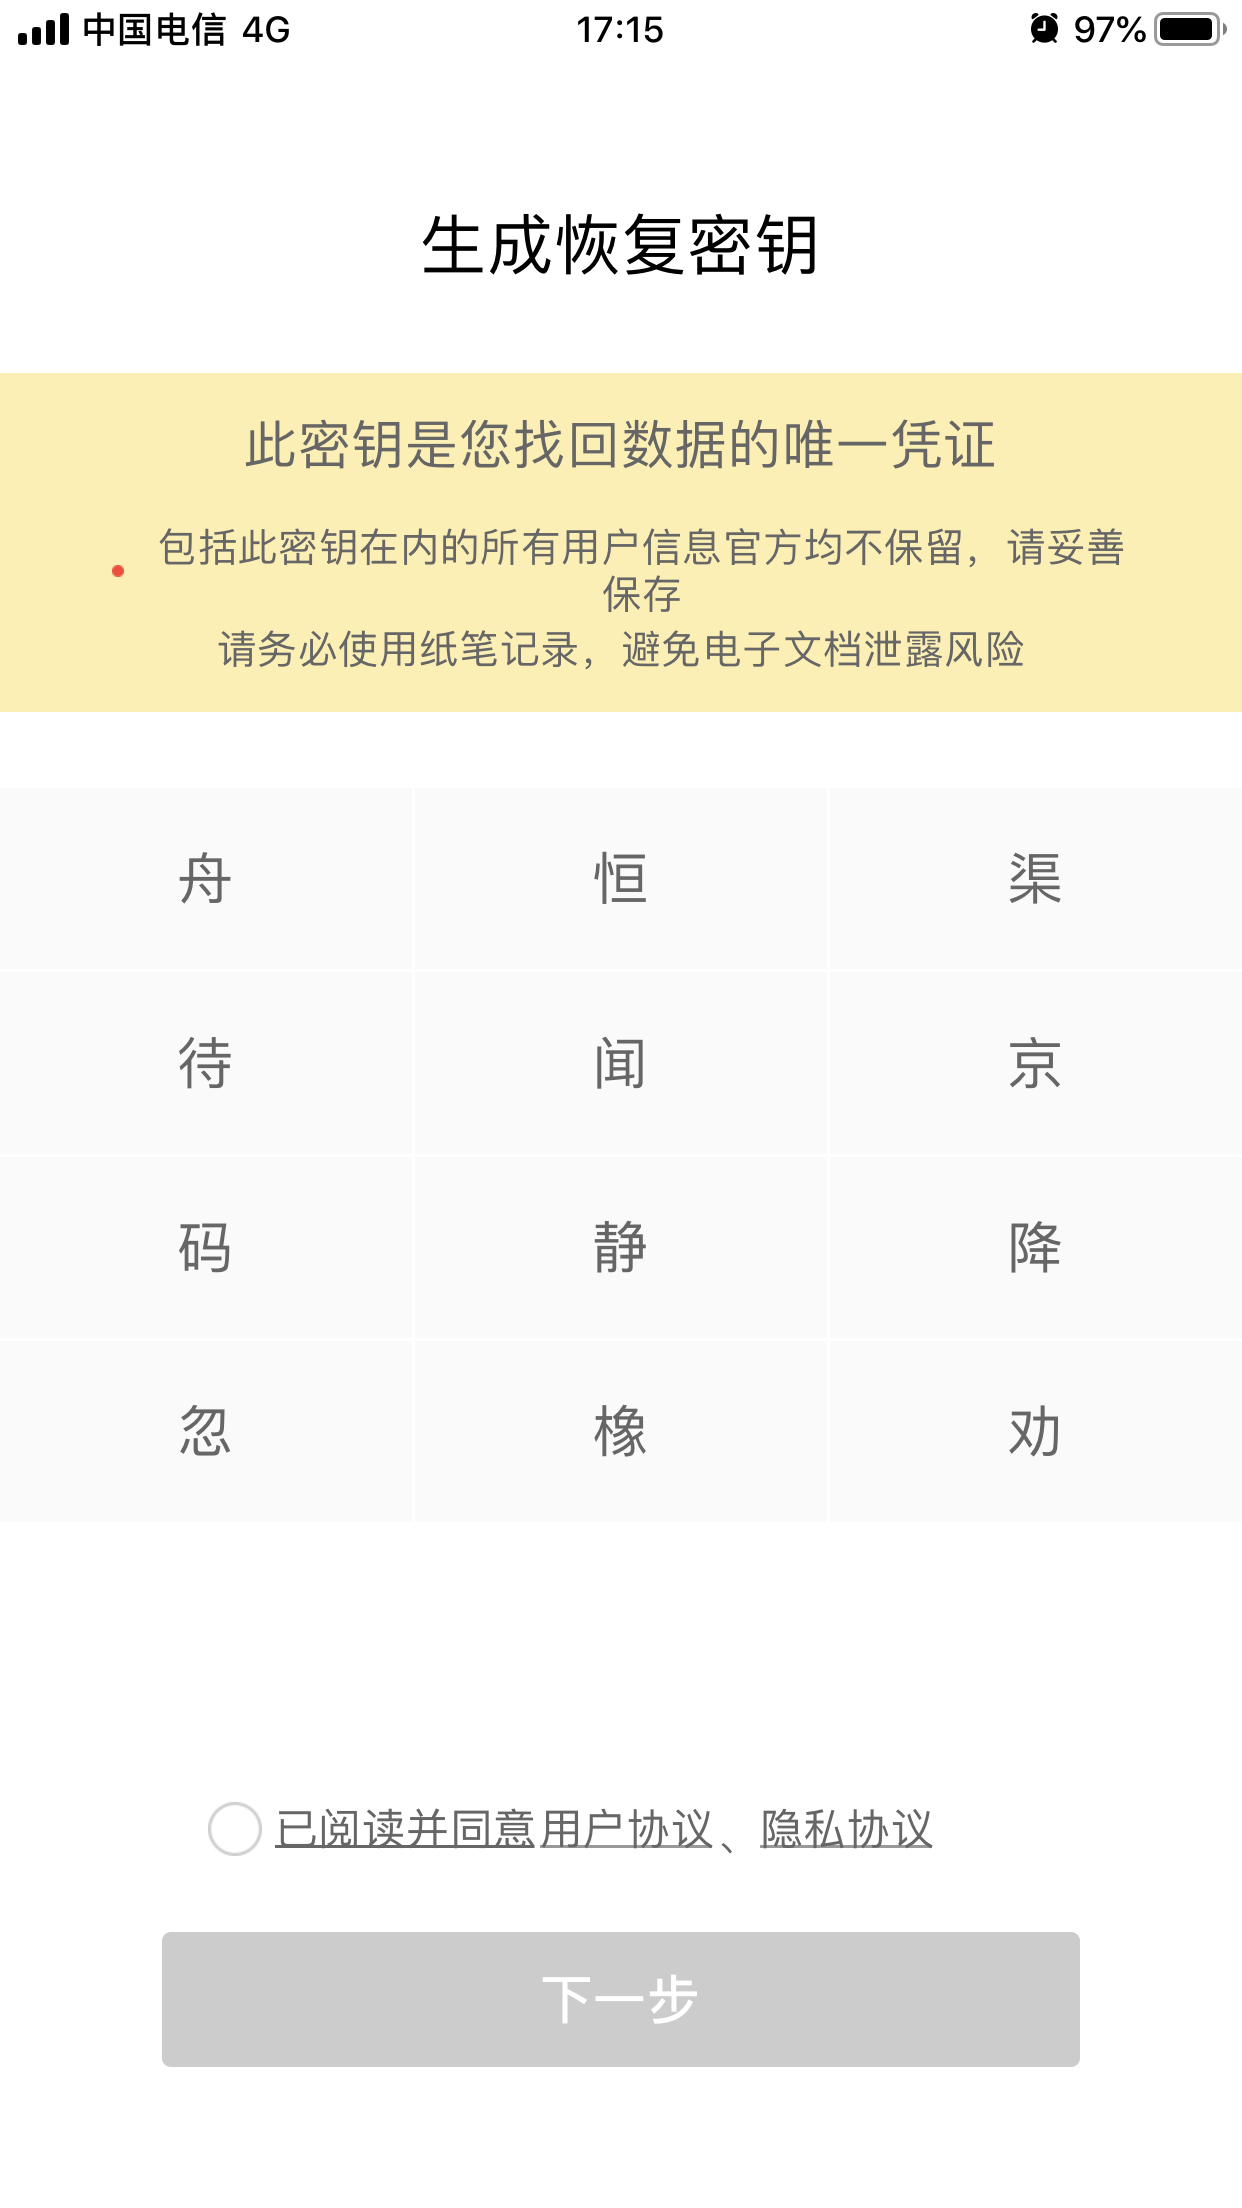 中国电信 4G 17:15 97%
生成恢复密钥
此密钥是您找回数据的唯一凭证
包括此密钥在内的所有用户信息官方均不保留，请妥善
保存
请务必使用纸笔记录，避免电子文档泄露风险
舟 恒 渠
待 闻 京
码 静 降
忽 橡 劝
已阅读并同意用户协议、隐私协议
下一步